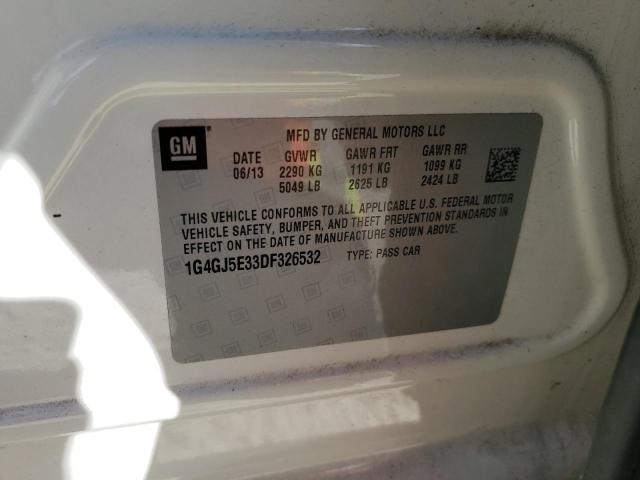 GM
MFD BY GENERAL MOTORS LLC
DATE GVWR GAWR FRT GAWR RR
06/13 2290 KG 1191 KG 1099 KG
5049 LB 2625 LB 2424 LB
THIS VEHICLE CONFORMS TO ALL APPLICABLE U.S. FEDERAL MOTOR
VEHICLE SAFETY, BUMPER, AND THEFT PREVENTION STANDARDS IN
EFFECT ON THE DATE OF MANUFACTURE SHOWN ABOVE.
1G4GJ5E33DF326532 TYPE: PASS CAR